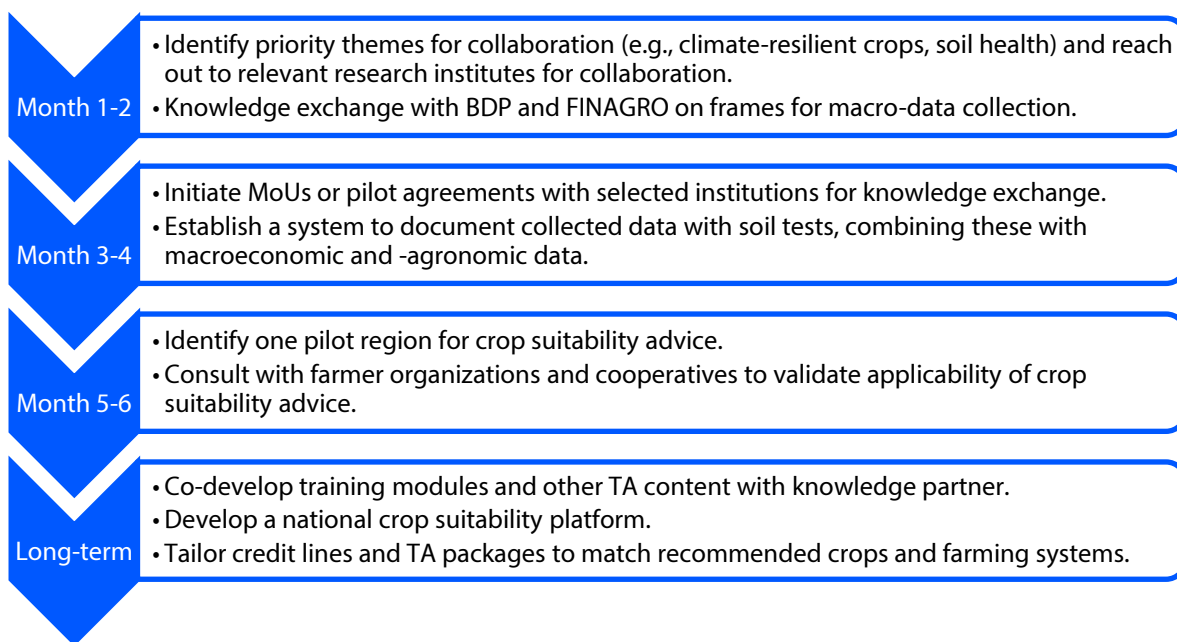 Month 1-2
• Identify priority themes for collaboration (e.g., climate-resilient crops, soil health) and reach
out to relevant research institutes for collaboration.
• Knowledge exchange with BDP and FINAGRO on frames for macro-data collection.
Month 3-4
• Initiate MoUs or pilot agreements with selected institutions for knowledge exchange.
• Establish a system to document collected data with soil tests, combining these with
macroeconomic and -agronomic data.
Month 5-6
• Identify one pilot region for crop suitability advice.
• Consult with farmer organizations and cooperatives to validate applicability of crop
suitability advice.
Long-term
• Co-develop training modules and other TA content with knowledge partner.
• Develop a national crop suitability platform.
• Tailor credit lines and TA packages to match recommended crops and farming systems.